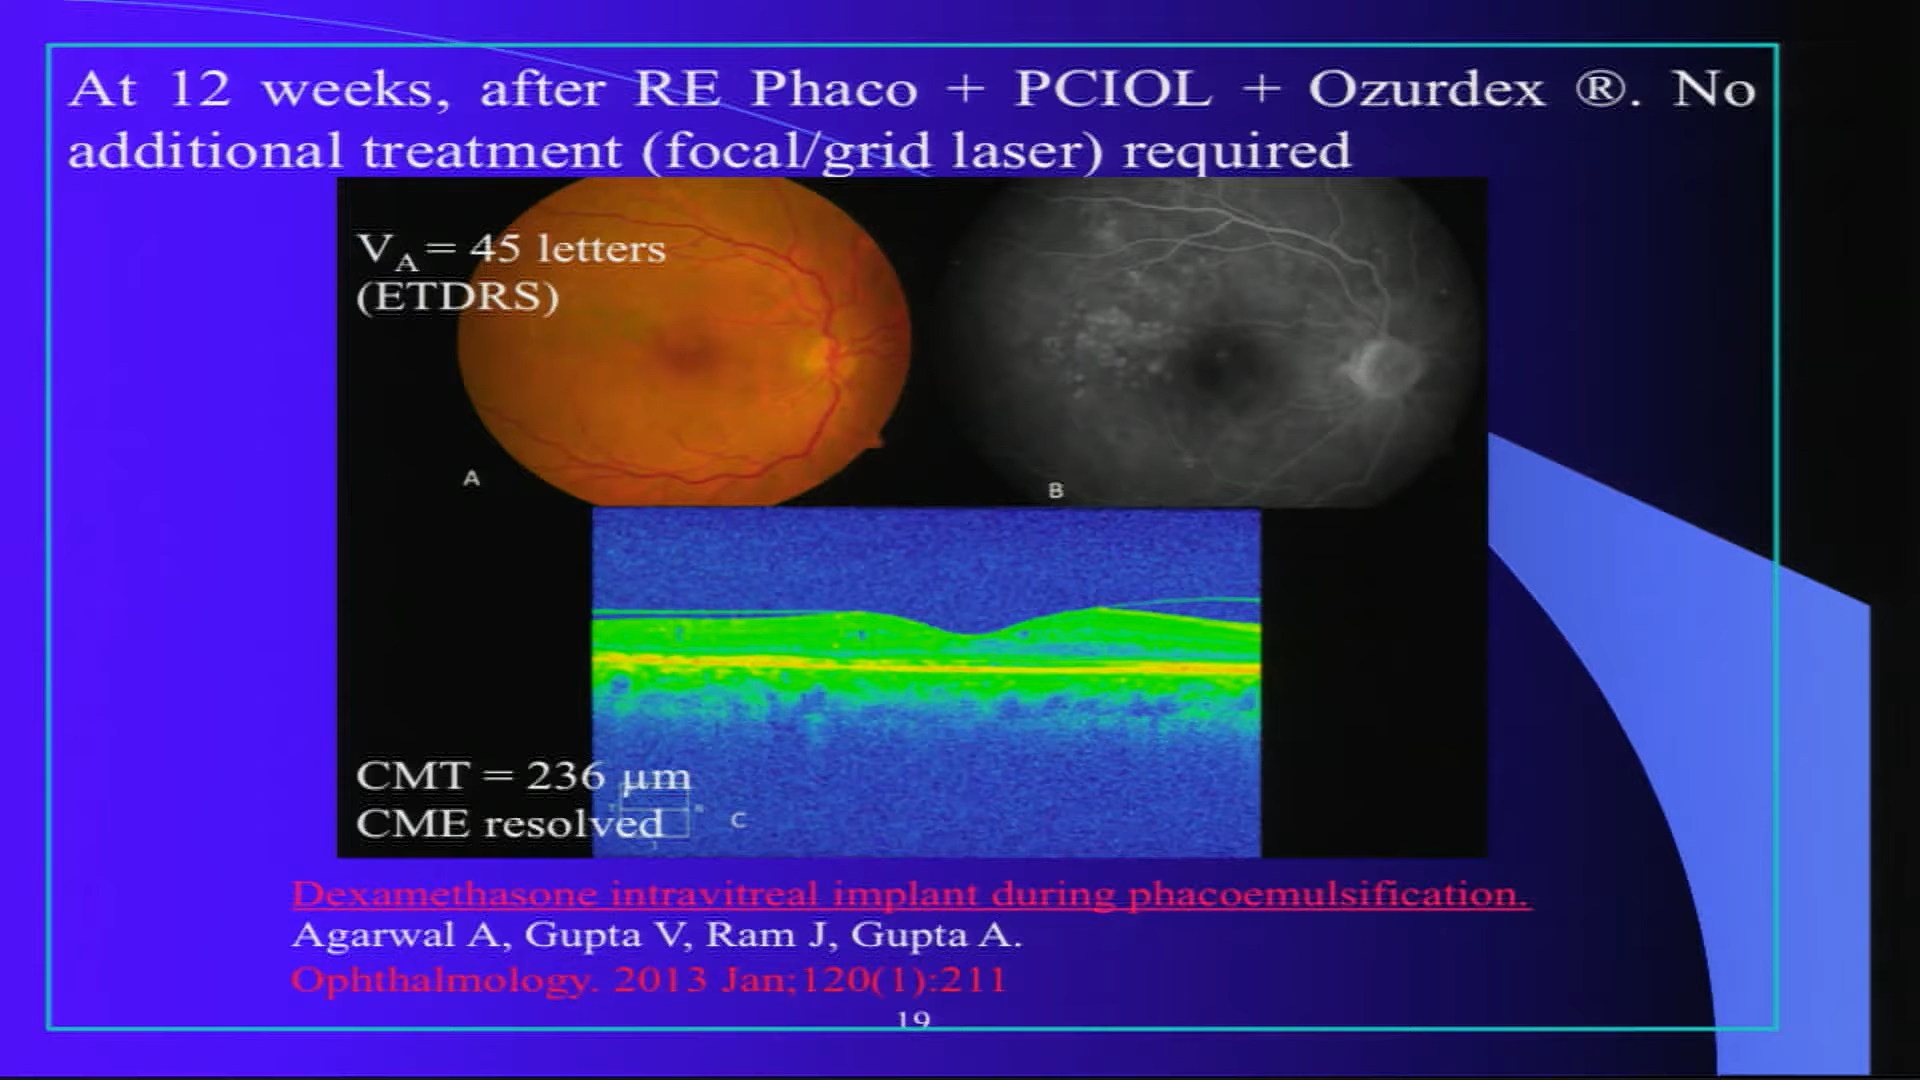 At 12 weeks, after RE Phaco + PCIOL + Ozurdex ®. No
additional treatment (focal/grid laser) required
VA = 45 letters
(ETDRS)
A
B
CMT = 236 μm
CME resolved
C
Dexamethasone intravitreal implant during phacoemulsification.
Agarwal A, Gupta V, Ram J, Gupta A.
Ophthalmology. 2013 Jan;120(1):211
19